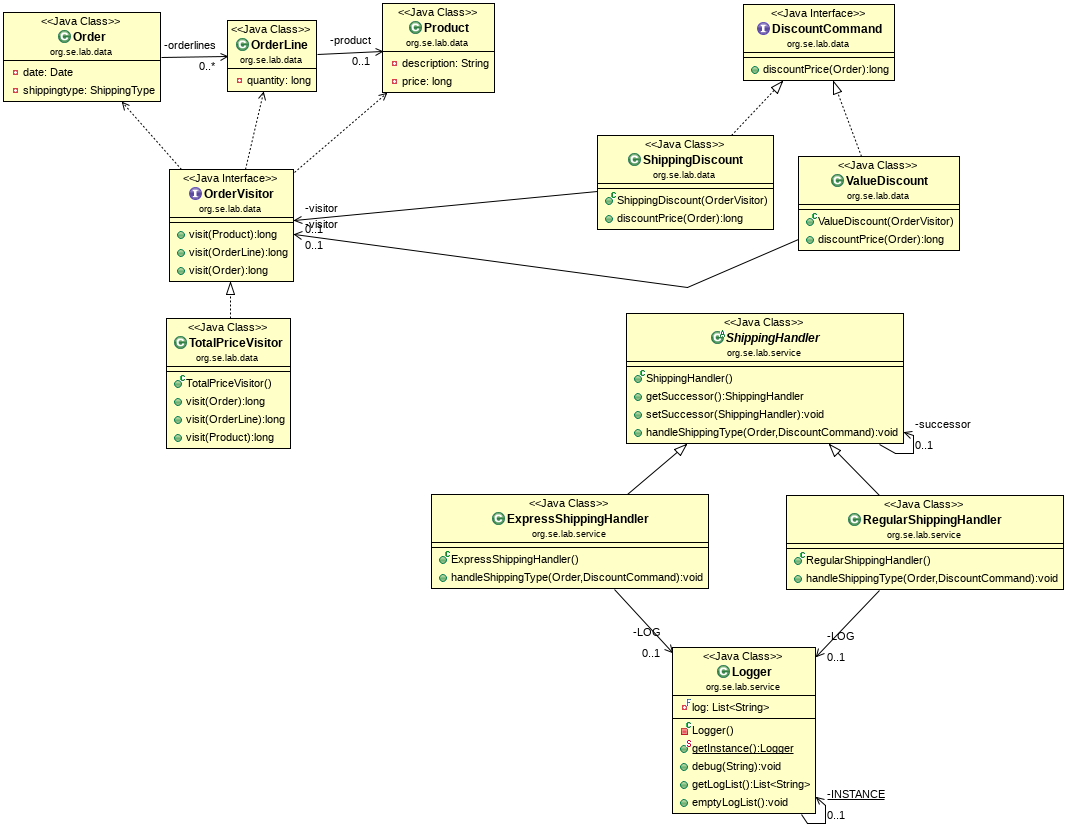 <<Java Class>>
Order
org.se.lab.data
date: Date
shippingtype: ShippingType
-orderlines
0..*
<<Java Class>>
OrderLine
org.se.lab.data
quantity: long
-product
0..1
<<Java Class>>
Product
org.se.lab.data
description: String
price: long
<<Java Interface>>
DiscountCommand
org.se.lab.data
discountPrice(Order):long
<<Java Class>>
ShippingDiscount
org.se.lab.data
ShippingDiscount(OrderVisitor)
discountPrice(Order):long
<<Java Class>>
ValueDiscount
org.se.lab.data
ValueDiscount(OrderVisitor)
discountPrice(Order):long
<<Java Interface>>
OrderVisitor
org.se.lab.data
visit(Product):long
visit(OrderLine):long
visit(Order):long
-visitor
-visitor
0..1
0..1
<<Java Class>>
TotalPriceVisitor
org.se.lab.data
TotalPriceVisitor()
visit(Order):long
visit(OrderLine):long
visit(Product):long
<<Java Class>>
ShippingHandler
org.se.lab.service
ShippingHandler()
getSuccessor():ShippingHandler
setSuccessor(ShippingHandler):void
handleShippingType(Order,DiscountCommand):void
-successor
0..1
<<Java Class>>
ExpressShippingHandler
org.se.lab.service
ExpressShippingHandler()
handleShippingType(Order,DiscountCommand):void
<<Java Class>>
RegularShippingHandler
org.se.lab.service
RegularShippingHandler()
handleShippingType(Order,DiscountCommand):void
-LOG
0..1
-LOG
0..1
<<Java Class>>
Logger
org.se.lab.service
log: List<String>
Logger()
getInstance():Logger
debug(String):void
getLogList():List<String>
emptyLogList():void
-INSTANCE
0..1